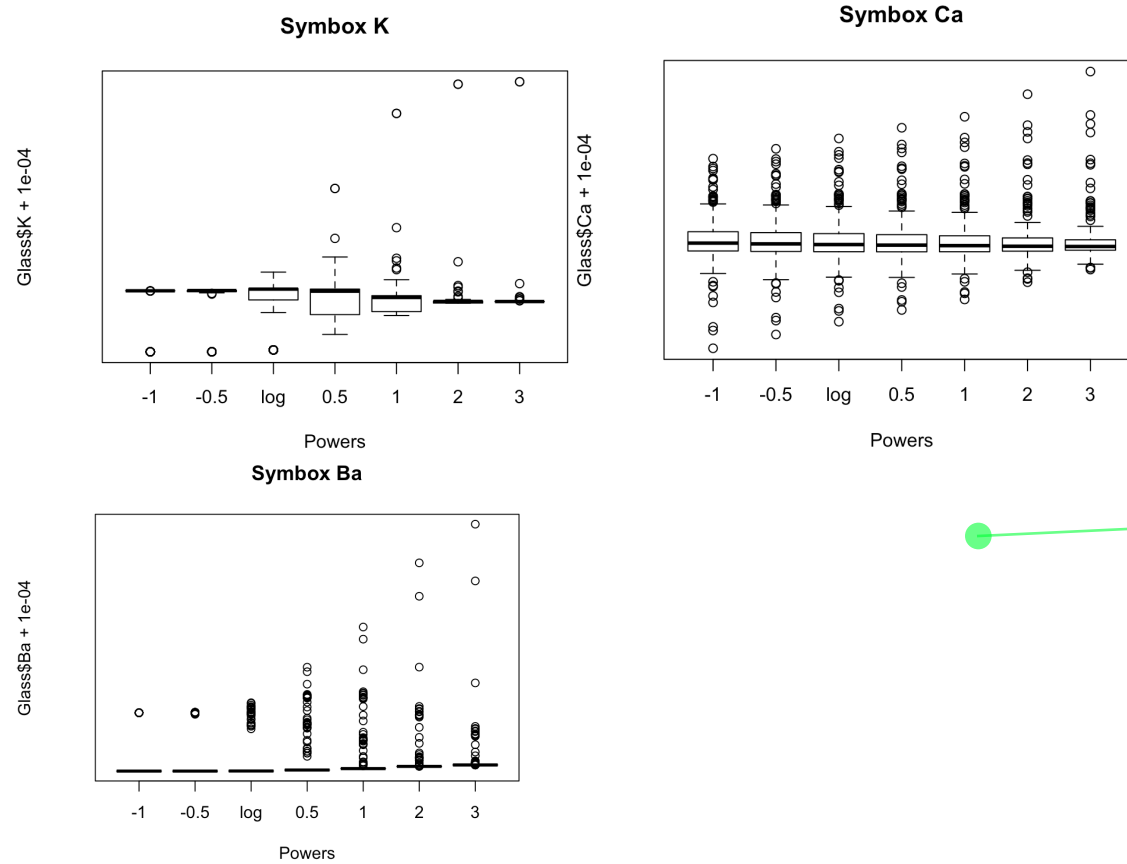 Symbox K
Glass$K + 1e-04
-1 -0.5 log 0.5 1 2 3
Powers
Symbox Ca
Glass$Ca + 1e-04
-1 -0.5 log 0.5 1 2 3
Powers
Symbox Ba
Glass$Ba + 1e-04
-1 -0.5 log 0.5 1 2 3
Powers